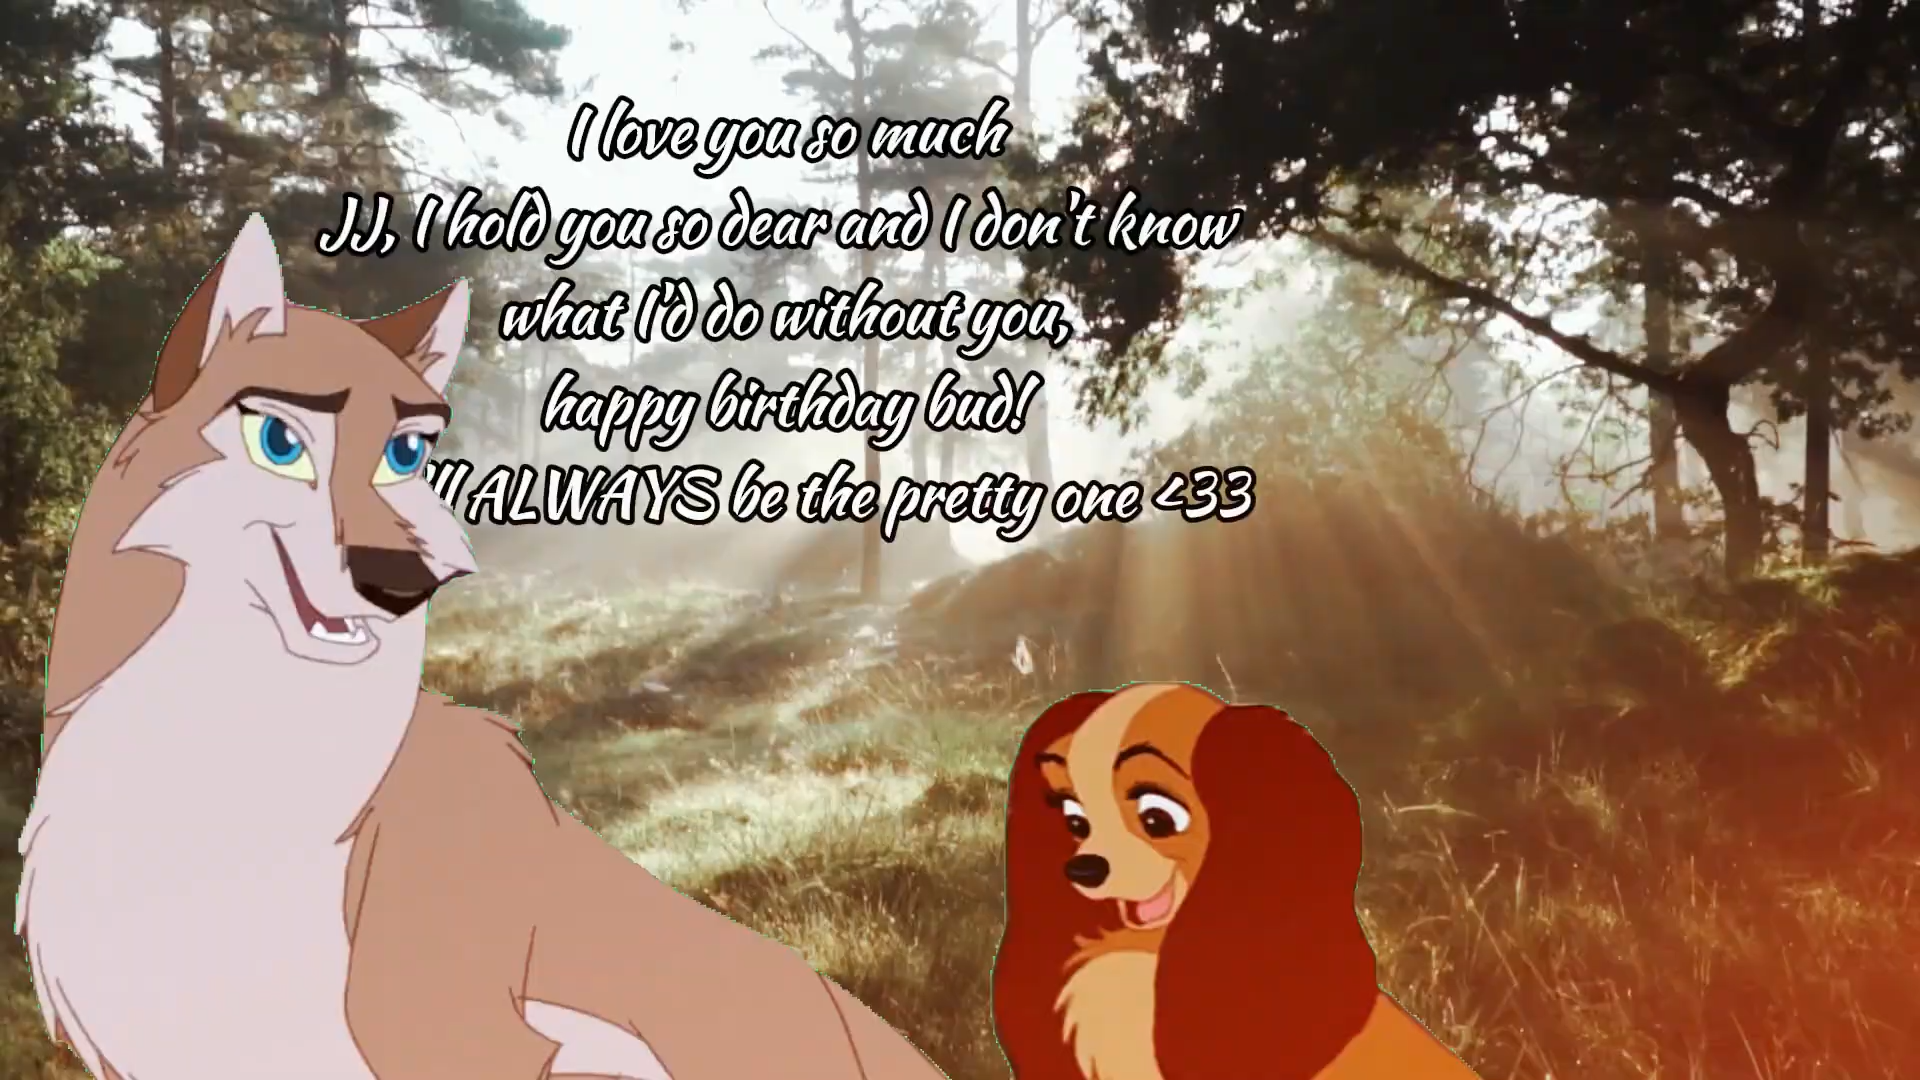 I love you so much
JJ, I hold you so dear and I don't know
what I'd do without you,
happy birthday bud!
ALWAYS be the pretty one <33